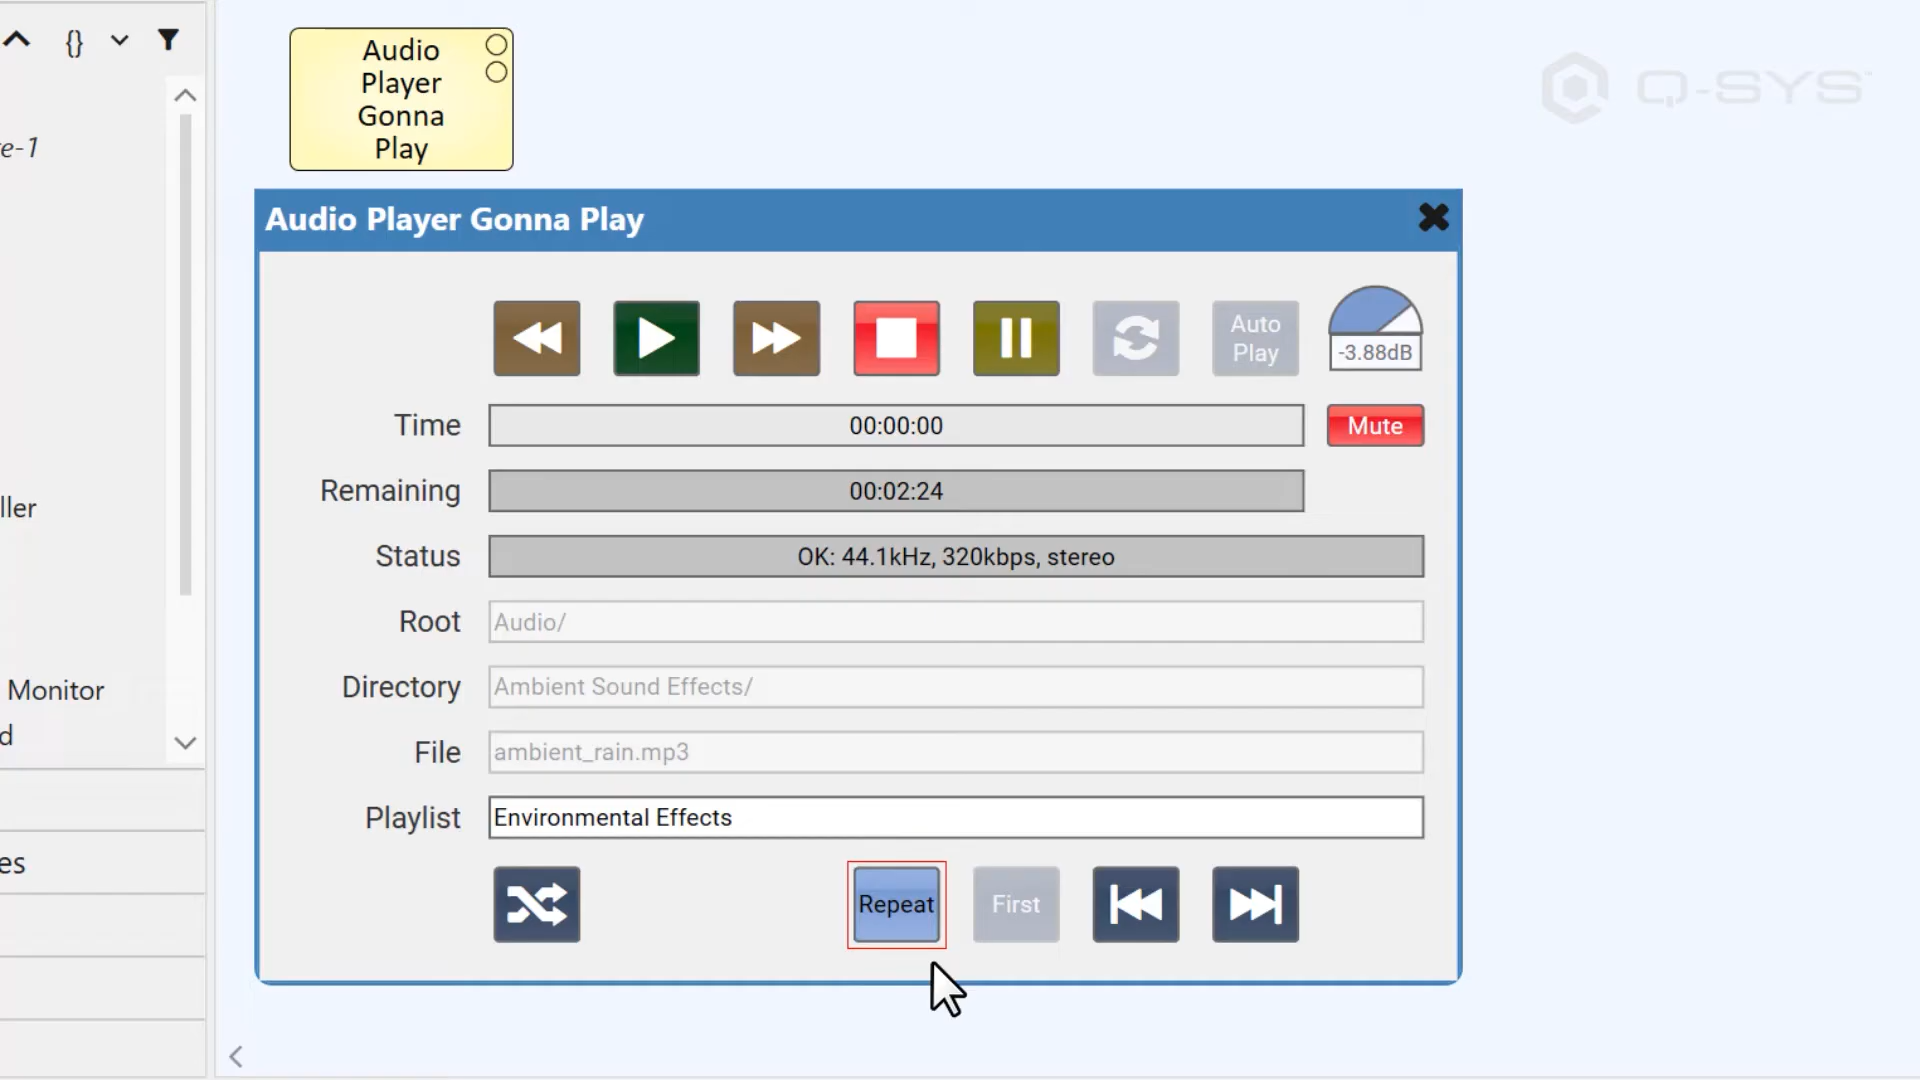 {}
Audio
Player
Gonna
Play
Q-SYS™
e-1
Audio Player Gonna Play
Auto
Play
-3.88dB
Time 00:00:00 Mute
Remaining 00:02:24
ller
Status OK: 44.1kHz, 320kbps, stereo
Root Audio/
Directory Ambient Sound Effects/
Monitor
d
File ambient_rain.mp3
Playlist Environmental Effects
es
Repeat First